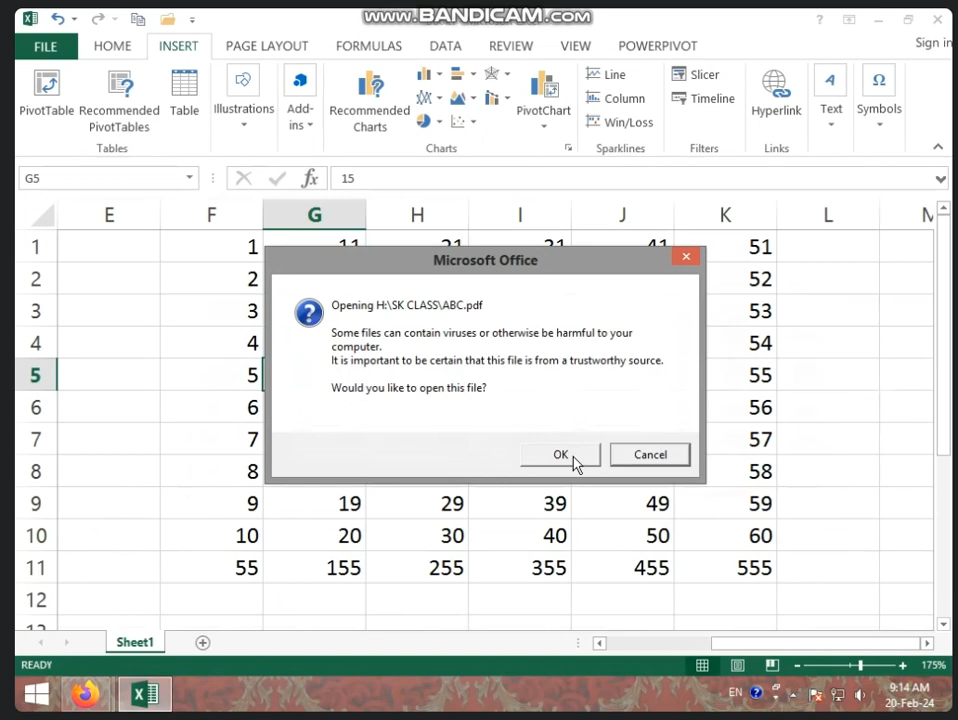 www.BANDICAM.com
?
FILE HOME INSERT PAGE LAYOUT FORMULAS DATA REVIEW VIEW POWERPIVOT Sign in
PivotTable
Recommended
PivotTables
Table
Illustrations
Add-
ins
Recommended
Charts
PivotChart
Line
Column
Win/Loss
Slicer
Timeline
Hyperlink
Text
Symbols
Tables
Charts
Sparklines
Filters
Links
G5
fx
15
E F G H I J K L M
1 1 11 21 31 41 51
2 2 52
3 3 53
4 4 54
5 5 55
6 6 56
7 7 57
8 8 58
9 9 19 29 39 49 59
10 10 20 30 40 50 60
11 55 155 255 355 455 555
12
Microsoft Office
Opening H:\SK CLASS\ABC.pdf
Some files can contain viruses or otherwise be harmful to your
computer.
It is important to be certain that this file is from a trustworthy source.
Would you like to open this file?
OK
Cancel
Sheet1
READY
175%
EN
9:14 AM
20-Feb-24